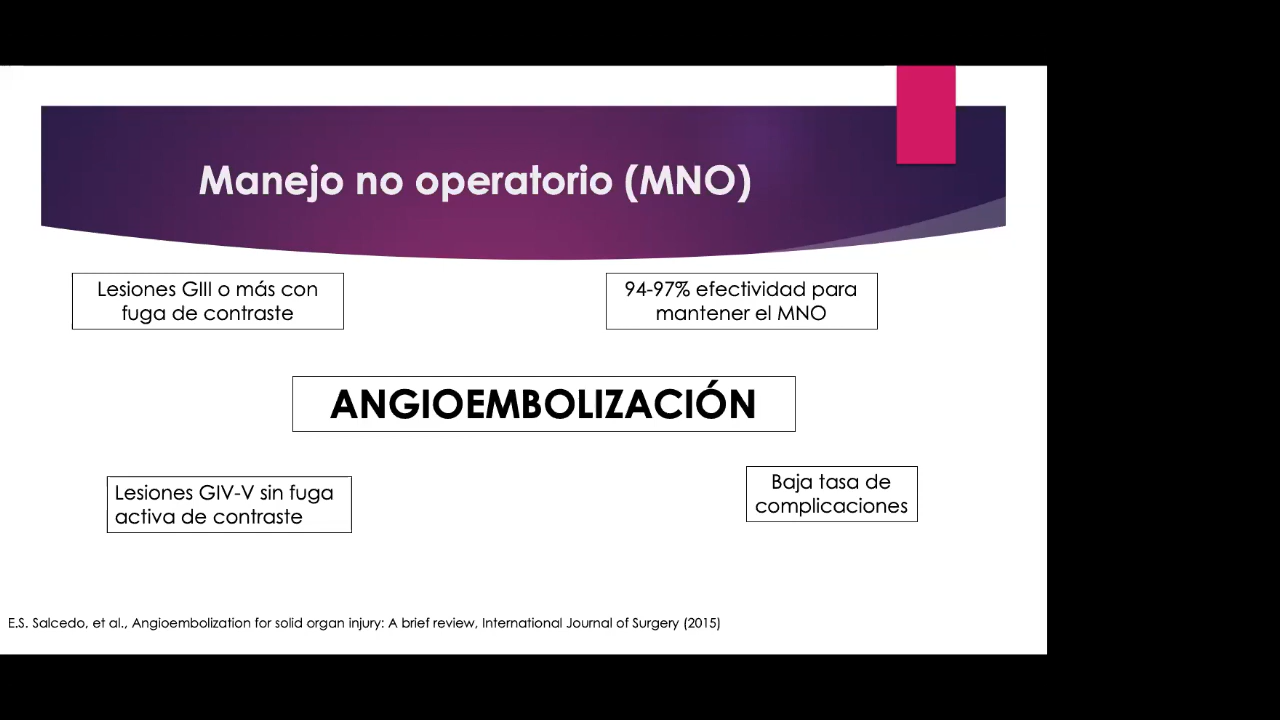 Manejo no operatorio (MNO)
Lesiones GIII o más con
fuga de contraste
94-97% efectividad para
mantener el MNO
ANGIOEMBOLIZACIÓN
Lesiones GIV-V sin fuga
activa de contraste
Baja tasa de
complicaciones
E.S. Salcedo, et al., Angioembolization for solid organ injury: A brief review, International Journal of Surgery (2015)